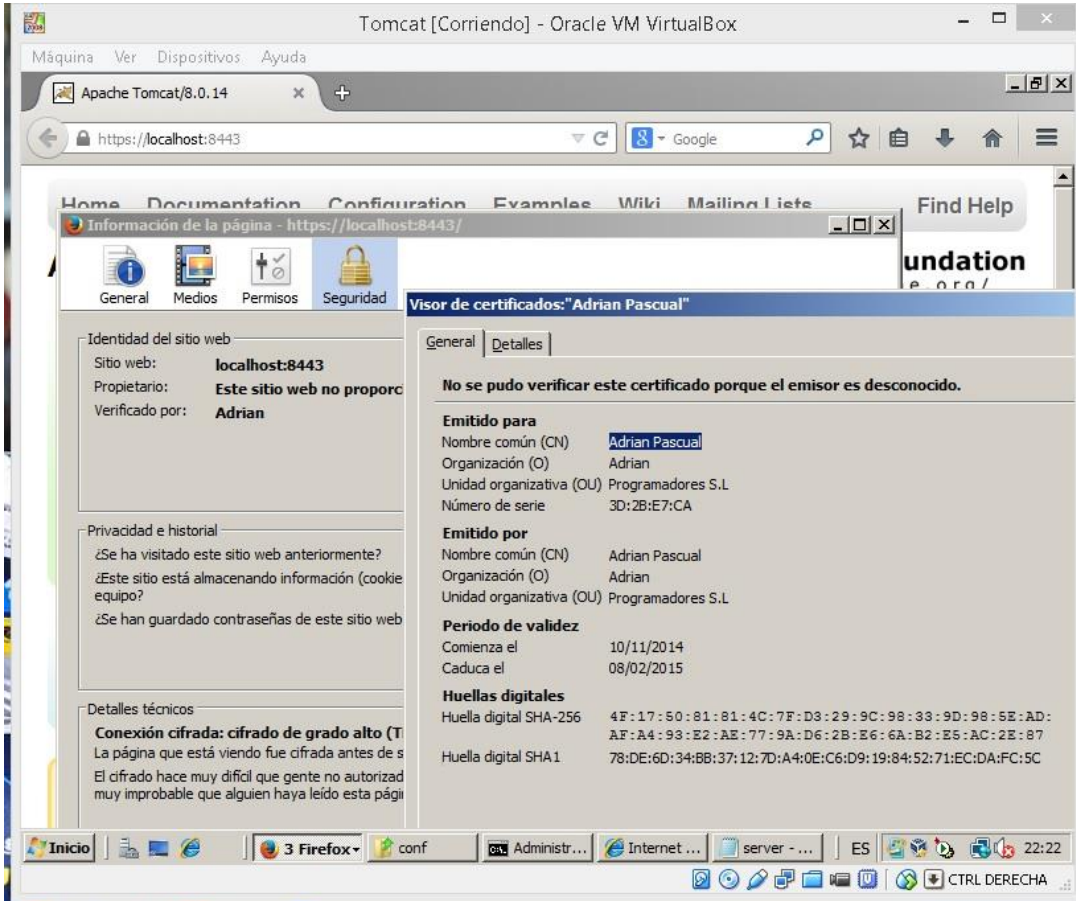 Tomcat [Corriendo] - Oracle VM VirtualBox
Máquina Ver Dispositivos Ayuda
Apache Tomcat/8.0.14
https://localhost:8443
Google
Home Documentation Configuration Examples Wiki Mailing Lists Find Help
Información de la página - https://localhost:8443/
undation
e.org/
General Medios Permisos Seguridad
Visor de certificados:"Adrian Pascual"
General Detalles
Identidad del sitio web
Sitio web: localhost:8443
Propietario: Este sitio web no proporc
Verificado por: Adrian
No se pudo verificar este certificado porque el emisor es desconocido.
Emitido para
Nombre común (CN) Adrian Pascual
Organización (O) Adrian
Unidad organizativa (OU) Programadores S.L
Número de serie 3D:2B:E7:CA
Privacidad e historial
¿Se ha visitado este sitio web anteriormente?
¿Este sitio está almacenando información (cookie
equipo?
¿Se han guardado contraseñas de este sitio web
Emitido por
Nombre común (CN) Adrian Pascual
Organización (O) Adrian
Unidad organizativa (OU) Programadores S.L
Periodo de validez
Comienza el 10/11/2014
Caduca el 08/02/2015
Detalles técnicos
Conexión cifrada: cifrado de grado alto (T
La página que está viendo fue cifrada antes de s
El cifrado hace muy difícil que gente no autorizad
muy improbable que alguien haya leído esta pági
Huellas digitales
Huella digital SHA-256 4F:17:50:81:81:4C:7F:D3:29:9C:98:33:9D:98:5E:AD:
AF:A4:93:E2:AE:77:9A:D6:2B:E6:6A:B2:E5:AC:2E:87
Huella digital SHA1 78:DE:6D:34:BB:37:12:7D:A4:0E:C6:D9:19:84:52:71:EC:DA:FC:5C
Inicio 3 Firefox conf Administr... Internet ... server - ... ES 22:22
CTRL DERECHA